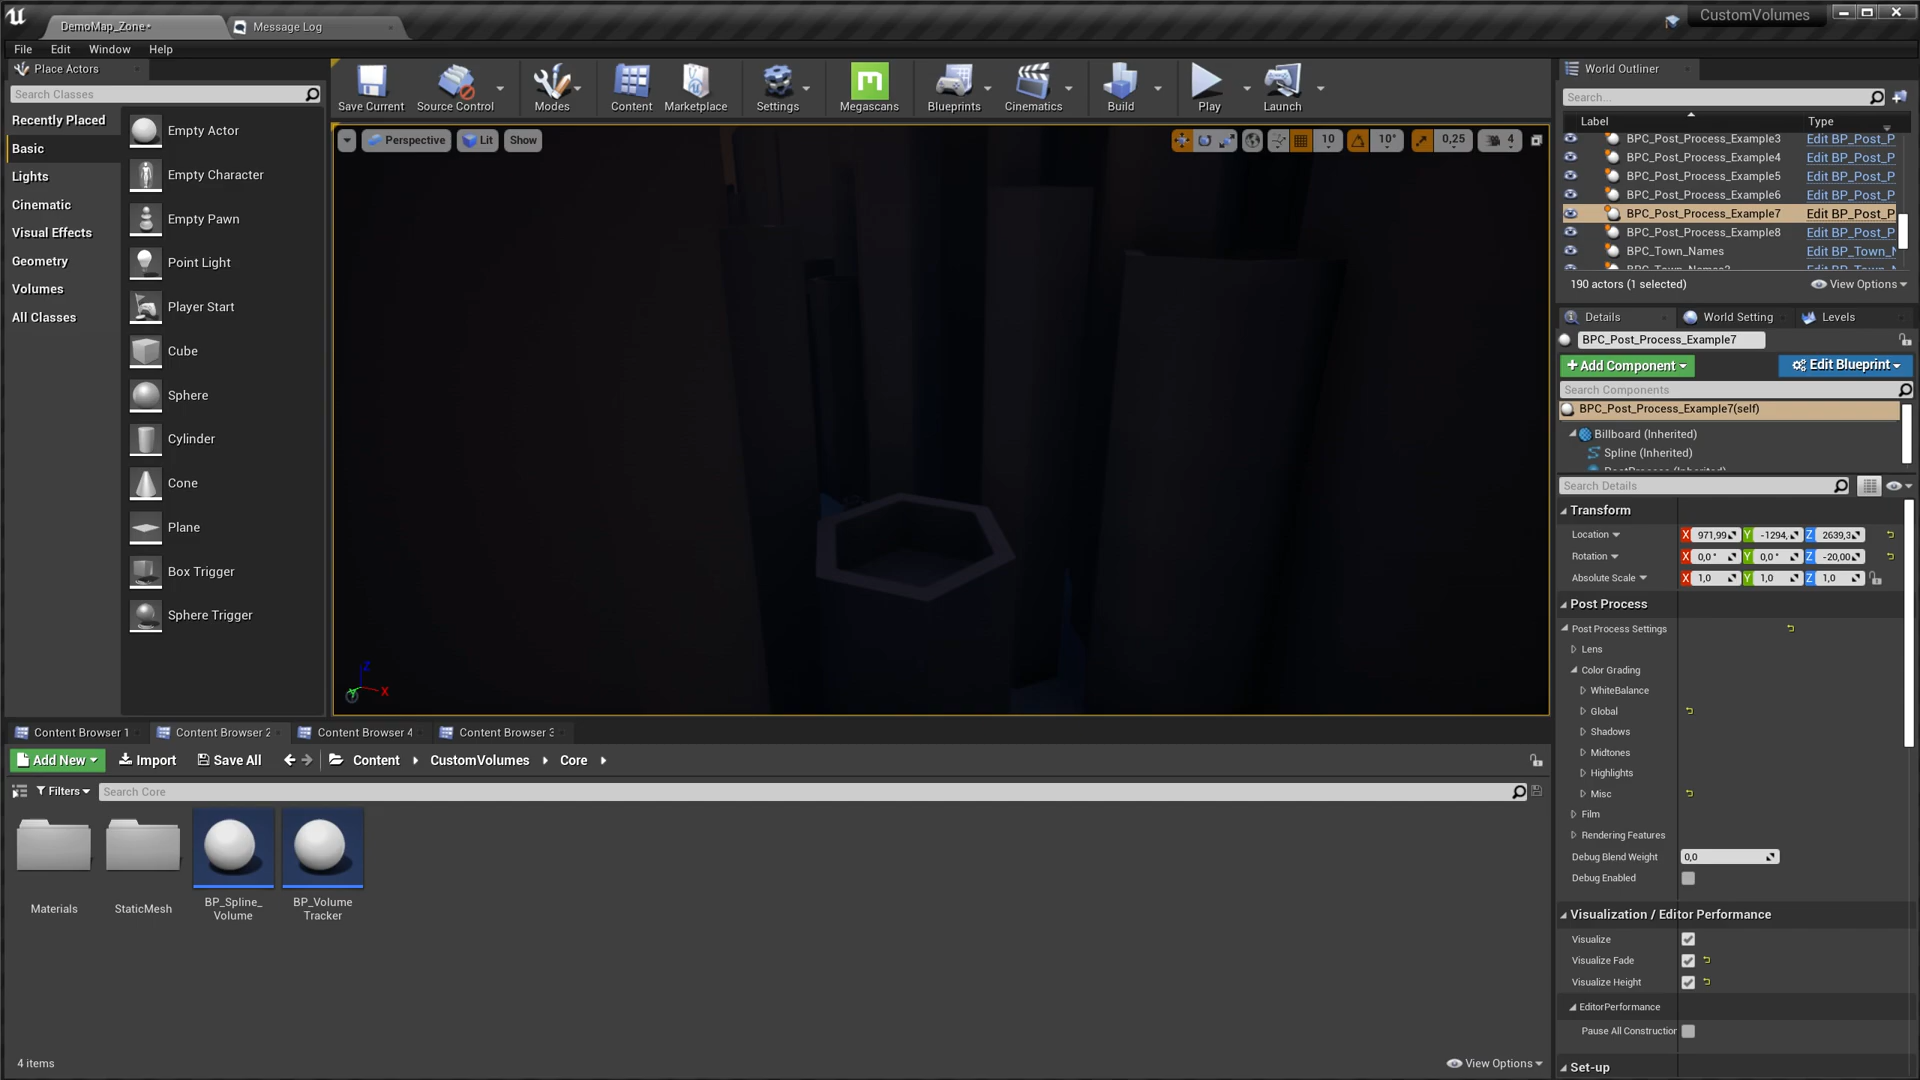 DemoMap_Zone•
Message Log
CustomVolumes
File
Edit
Window
Help
Place Actors
Search Classes
Recently Placed
Basic
Lights
Cinematic
Visual Effects
Geometry
Volumes
All Classes
Empty Actor
Empty Character
Empty Pawn
Point Light
Player Start
Cube
Sphere
Cylinder
Cone
Plane
Box Trigger
Sphere Trigger
Save Current
Source Control
Modes
Content
Marketplace
Settings
Megascans
Blueprints
Cinematics
Build
Play
Launch
Perspective
Lit
Show
10
10°
0,25
4
Z
X
World Outliner
Search...
Label
Type
BPC_Post_Process_Example3 Edit BP_Post_P
BPC_Post_Process_Example4 Edit BP_Post_P
BPC_Post_Process_Example5 Edit BP_Post_P
BPC_Post_Process_Example6 Edit BP_Post_P
BPC_Post_Process_Example7 Edit BP_Post_P
BPC_Post_Process_Example8 Edit BP_Post_P
BPC_Town_Names Edit BP_Town_N
190 actors (1 selected)
View Options
Details
World Setting
Levels
BPC_Post_Process_Example7
+Add Component
Edit Blueprint
Search Components
BPC_Post_Process_Example7(self)
Billboard (Inherited)
Spline (Inherited)
Search Details
Transform
Location X 971,99 Y -1294, Z 2639,3
Rotation X 0,0 ° Y 0,0 ° Z -20,00
Absolute Scale X 1,0 Y 1,0 Z 1,0
Post Process
Post Process Settings
Lens
Color Grading
WhiteBalance
Global
Shadows
Midtones
Highlights
Misc
Film
Rendering Features
Debug Blend Weight 0,0
Debug Enabled
Visualization / Editor Performance
Visualize
Visualize Fade
Visualize Height
EditorPerformance
Pause All Construction
Set-up
Content Browser 1
Content Browser 2
Content Browser 4
Content Browser 3
Add New
Import
Save All
Content
CustomVolumes
Core
Filters
Search Core
Materials
StaticMesh
BP_Spline_
Volume
BP_Volume
Tracker
4 items
View Options